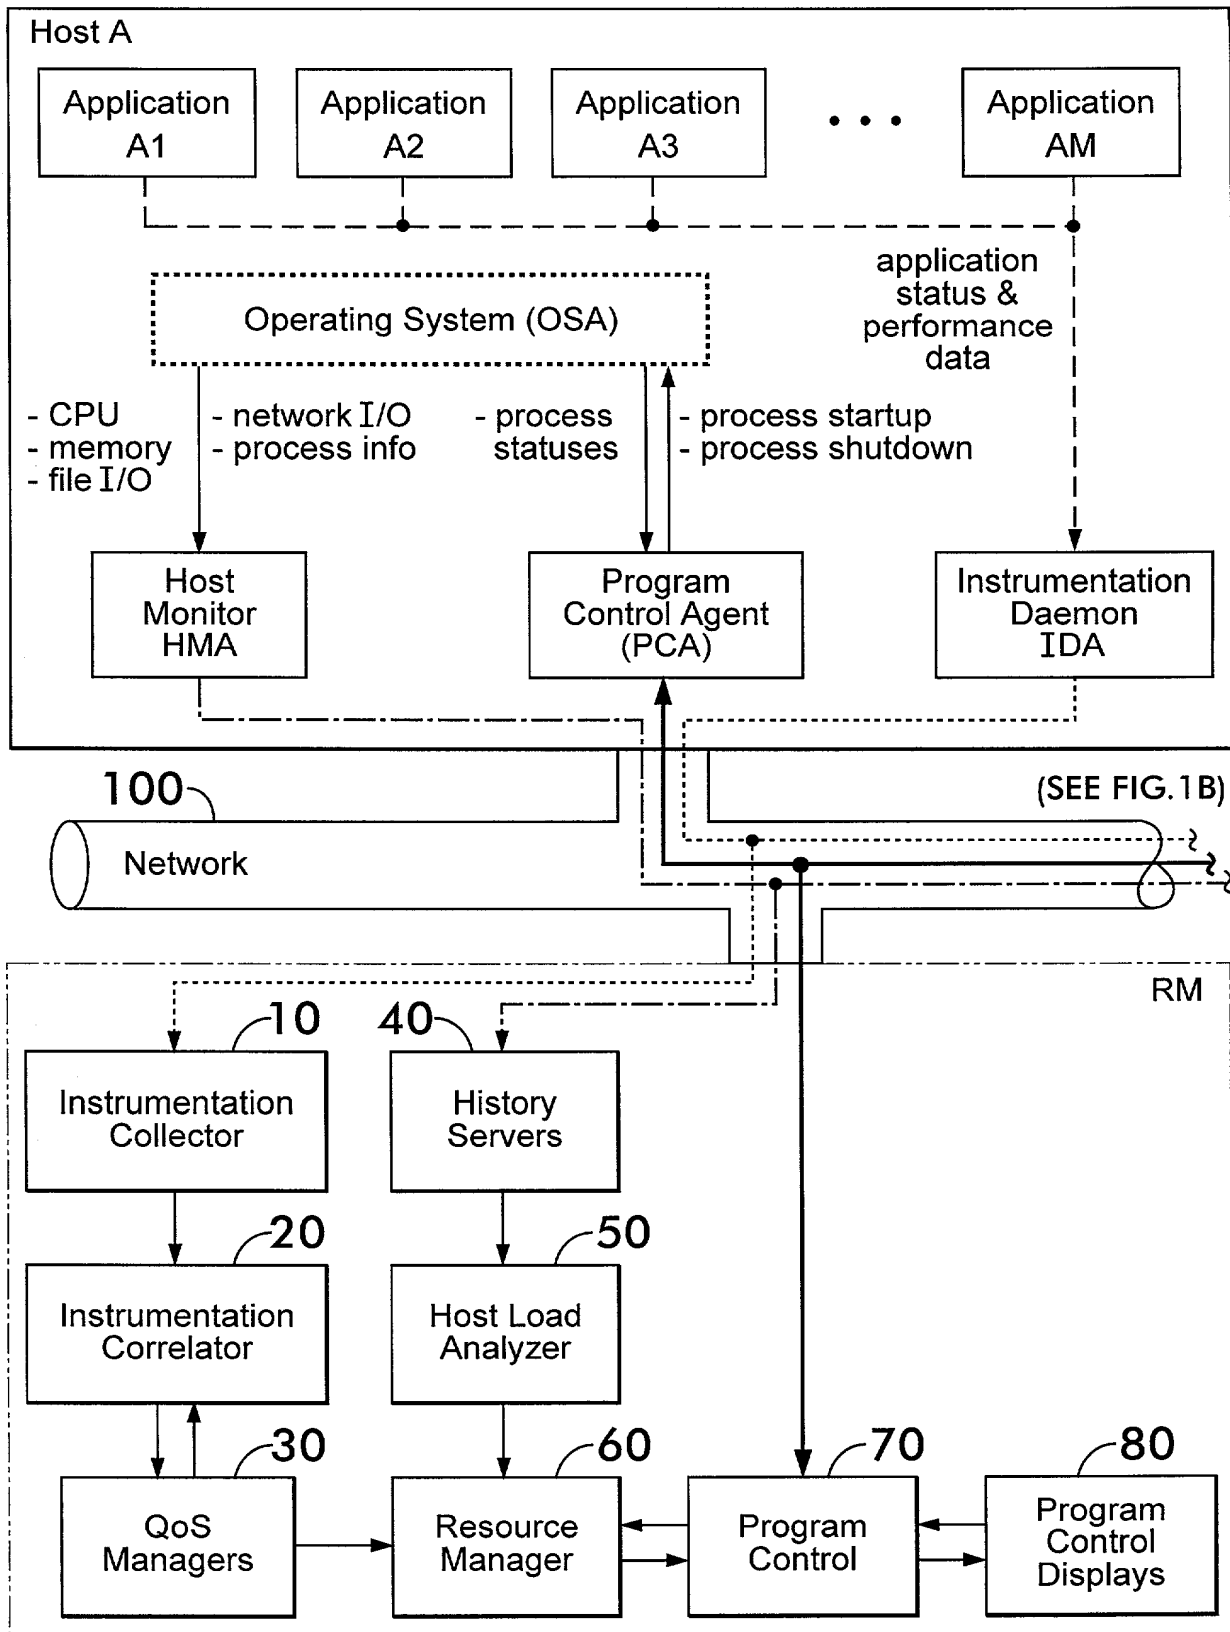 Host A
Application
A1
Application
A2
Application
A3
• • •
Application
AM
application
status &
performance
data
Operating System (OSA)
- CPU
- memory
- file I/O
- network I/O
- process info
- process
statuses
- process startup
- process shutdown
Host
Monitor
HMA
Program
Control Agent
(PCA)
Instrumentation
Daemon
IDA
100
(SEE FIG.1B)
Network
RM
10
40
Instrumentation
Collector
History
Servers
20
50
Instrumentation
Correlator
Host Load
Analyzer
30
60
70
80
QoS
Managers
Resource
Manager
Program
Control
Program
Control
Displays